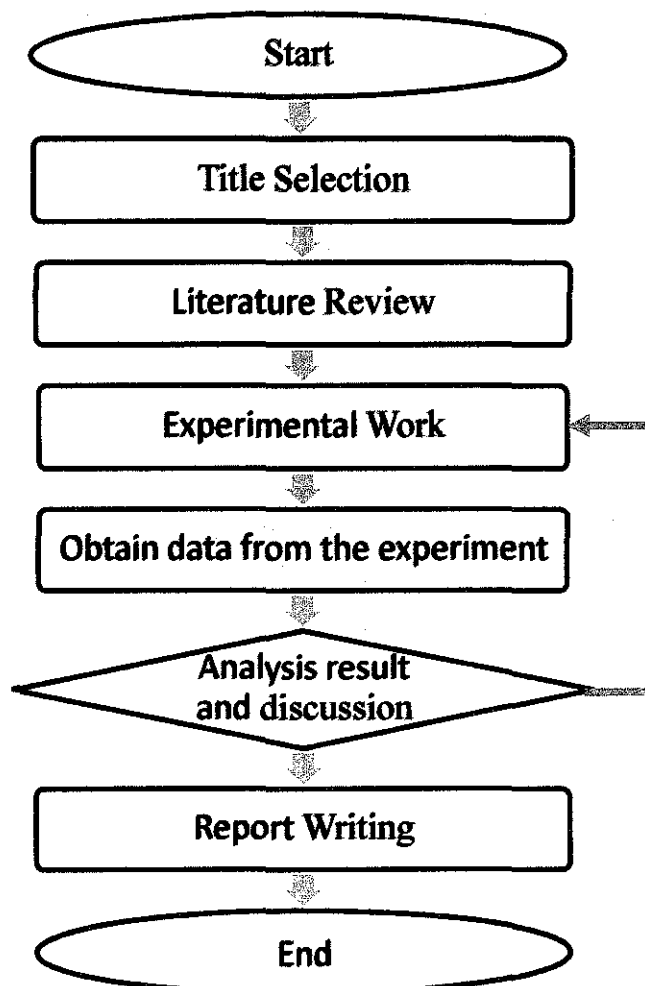 Start
Title Selection
Literature Review
Experimental Work
Obtain data from the experiment
Analysis result
and discussion
Report Writing
End